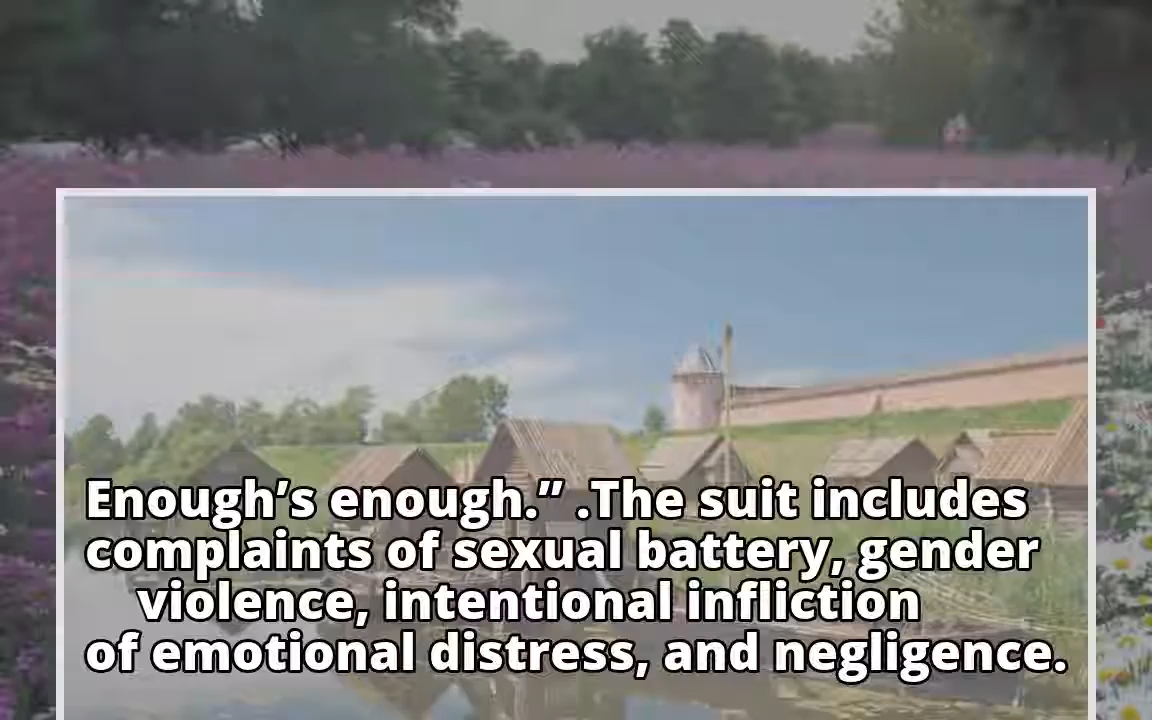 Enough’s enough.” .The suit includes
complaints of sexual battery, gender
violence, intentional infliction
of emotional distress, and negligence.